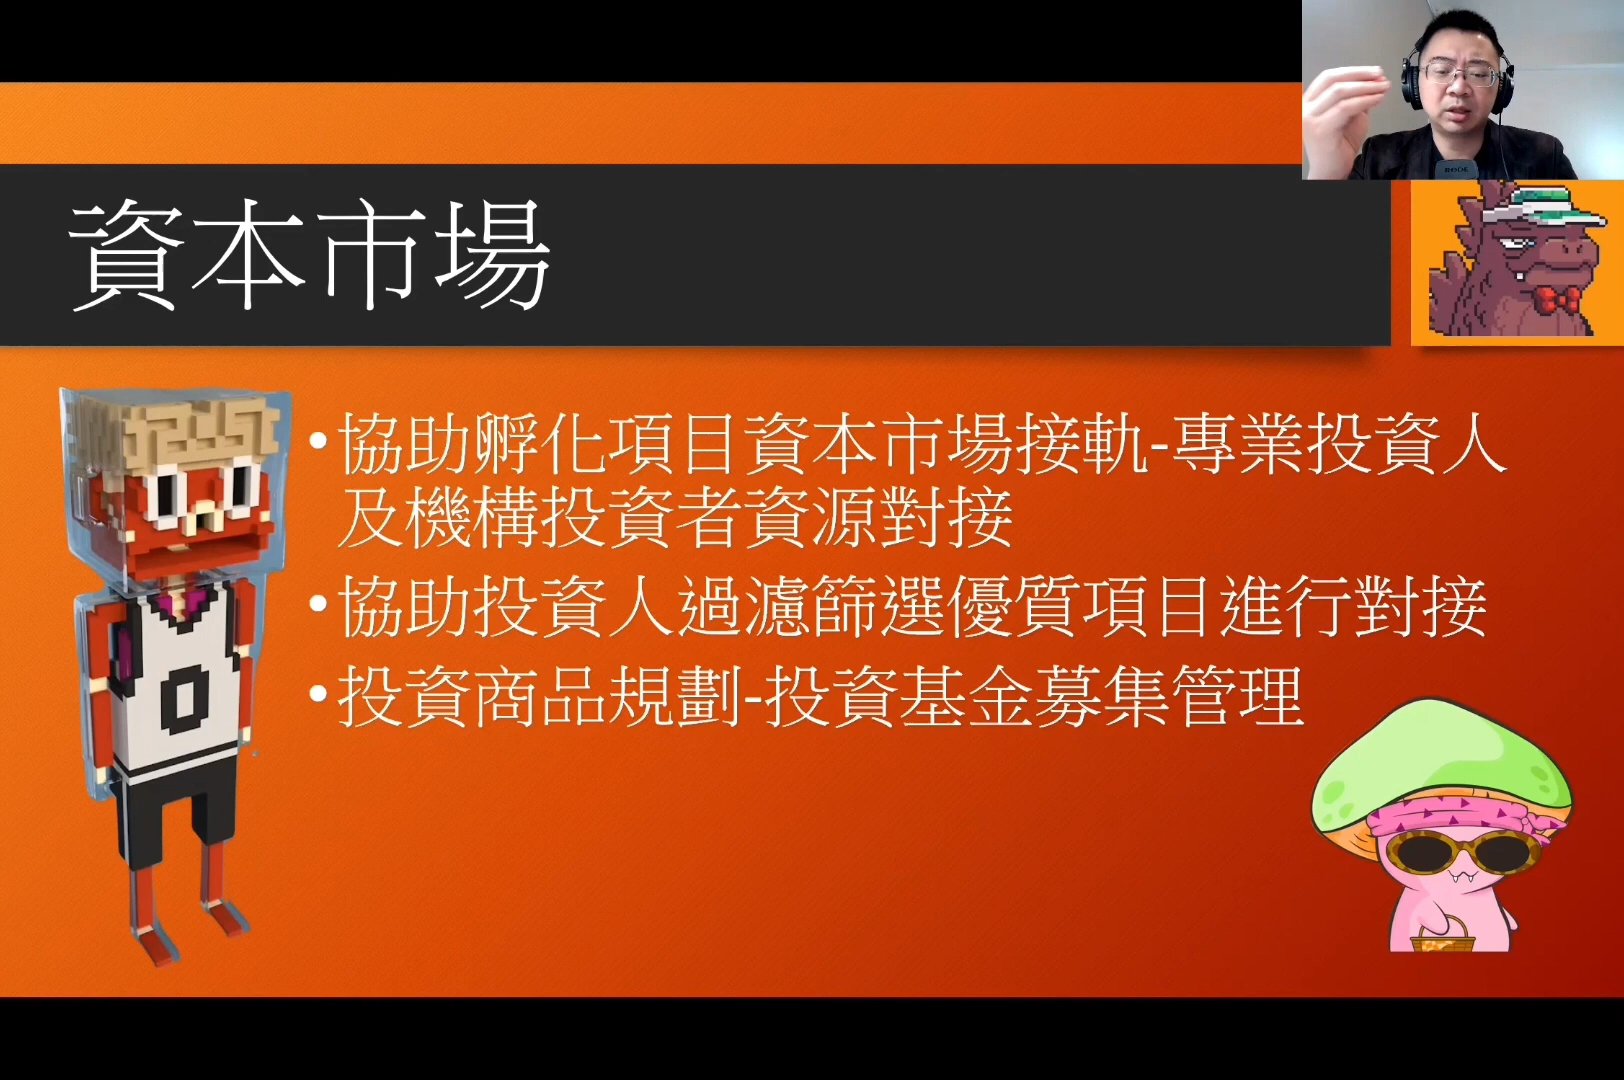 RODE
資本市場
•協助孵化項目資本市場接軌-專業投資人
及機構投資者資源對接
•協助投資人過濾篩選優質項目進行對接
•投資商品規劃-投資基金募集管理
0